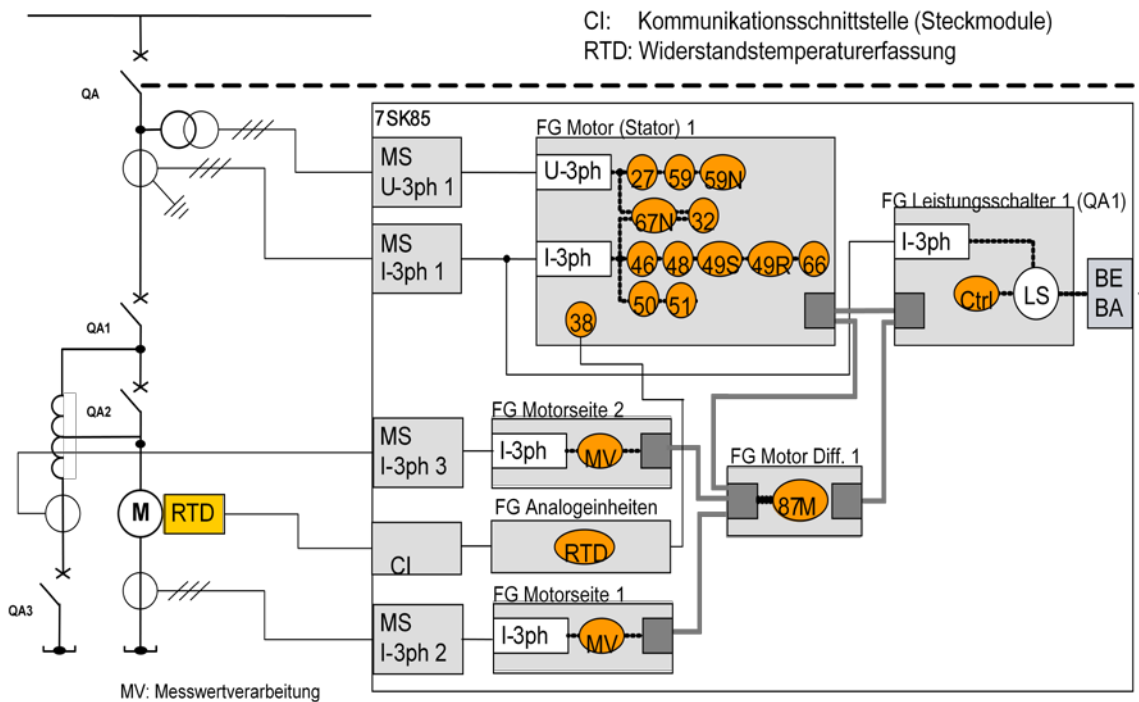 CI: Kommunikationsschnittstelle (Steckmodule)
RTD: Widerstandstemperaturerfassung
QA
7SK85
FG Motor (Stator) 1
MS
U-3ph 1
U-3ph
27
59
59N
67N
32
FG Leistungsschalter 1 (QA1)
MS
I-3ph 1
I-3ph
46
48
49S
49R
66
I-3ph
50
51
38
Ctrl
LS
BE
BA
QA1
QA2
FG Motorseite 2
MS
I-3ph 3
I-3ph
MV
FG Motor Diff. 1
87M
M
RTD
FG Analogeinheiten
CI
RTD
QA3
FG Motorseite 1
MS
I-3ph 2
I-3ph
MV
MV: Messwertverarbeitung